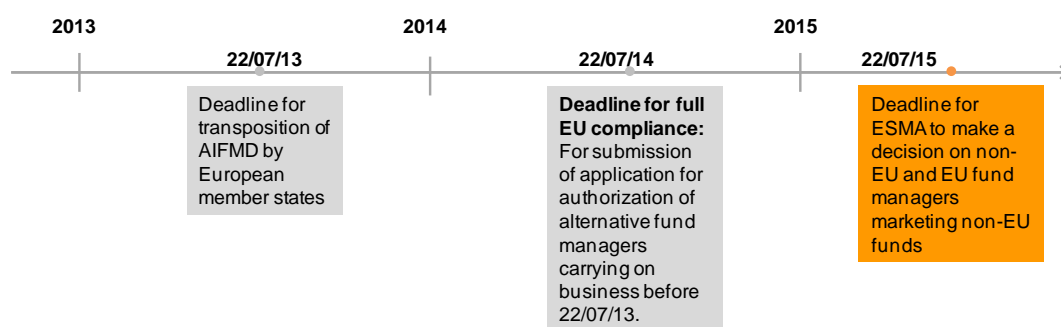 2013
2014
2015
22/07/13
22/07/14
22/07/15
Deadline for
transposition of
AIFMD by
European
member states
Deadline for full
EU compliance:
For submission
of application for
authorization of
alternative fund
managers
carrying on
business before
22/07/13.
Deadline for
ESMA to make a
decision on non-
EU and EU fund
managers
marketing non-EU
funds